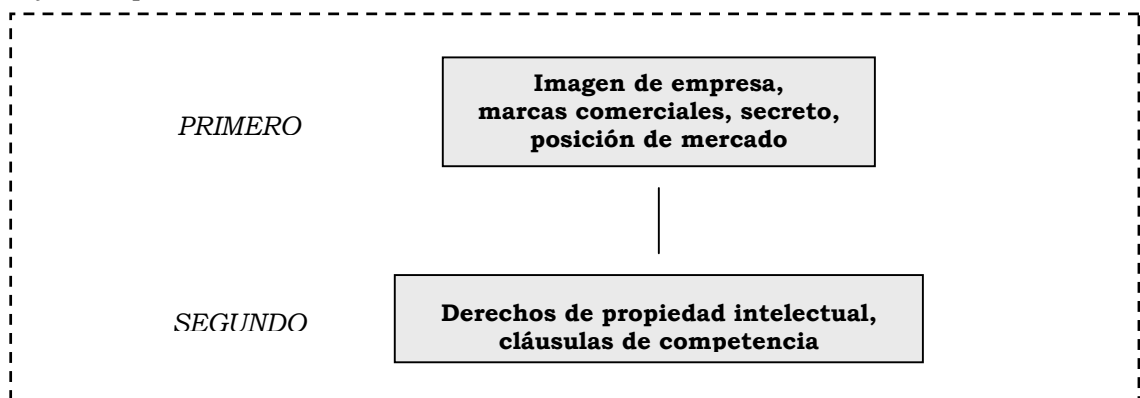 Imagen de empresa,
PRIMERO
marcas comerciales, secreto,
posición de mercado
SEGUNDO
Derechos de propiedad intelectual,
cláusulas de competencia